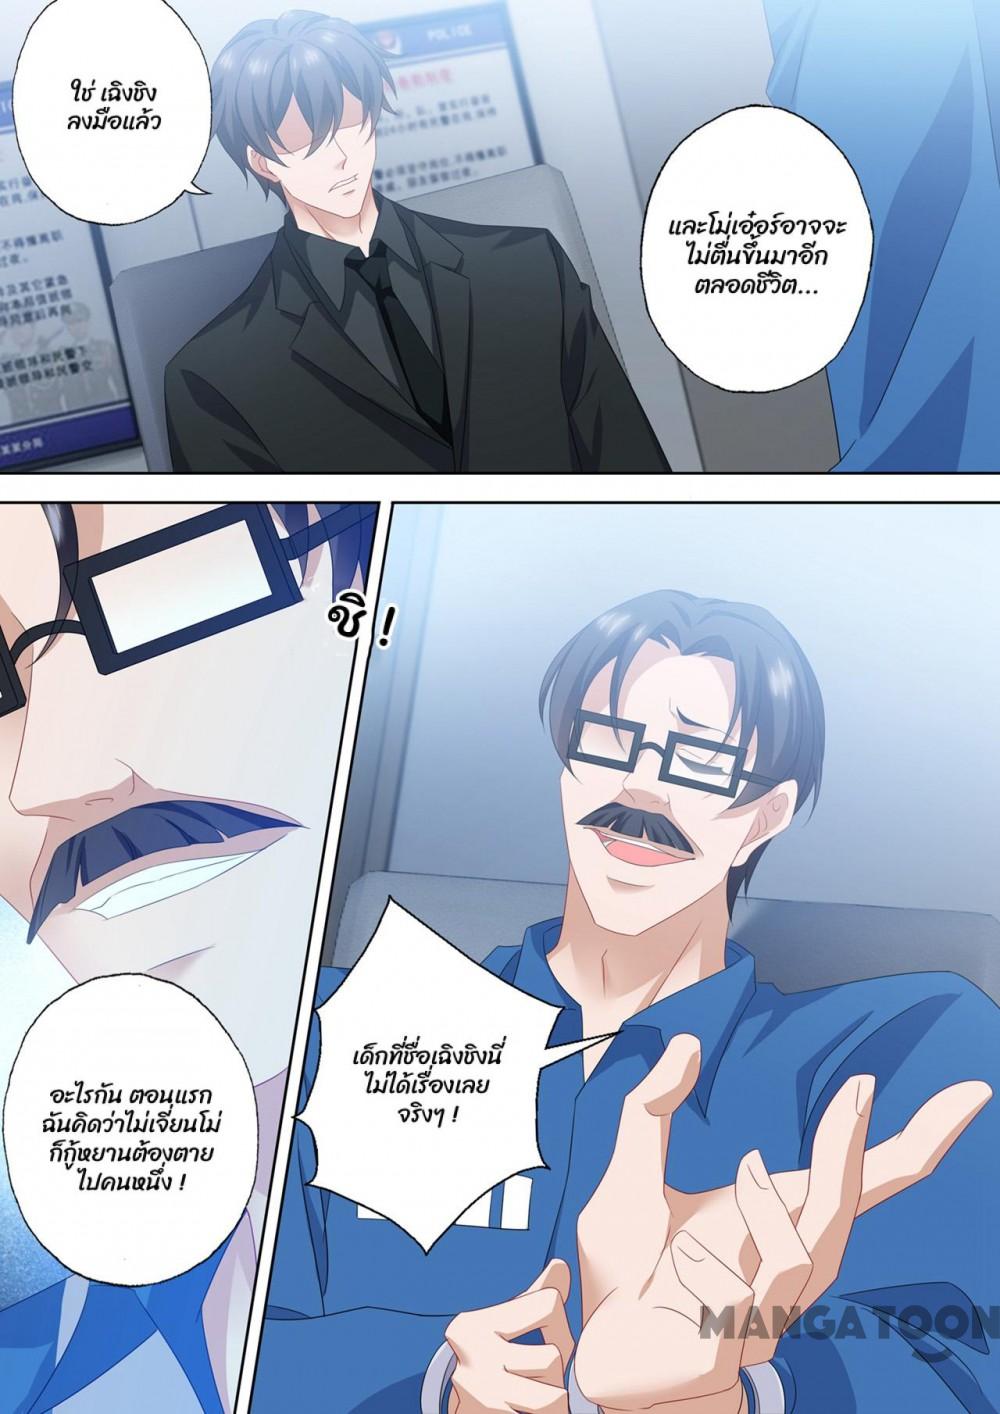 POLICE
ใช่ เฉิงชิง
ลงมือแล้ว
และโม่เอ๋อร์อาจจะ
ไม่ตื่นขึ้นมาอีก
ตลอดชีวิต...
ชิ !
อะไรกัน ตอนแรก
ฉันคิดว่าไม่เจี่ยนโม่
ก็กู้หยานต้องตาย
ไปคนหนึ่ง !
เด็กที่ชื่อเฉิงชิงนี่
ไม่ได้เรื่องเลย
จริงๆ !
MANGATOON